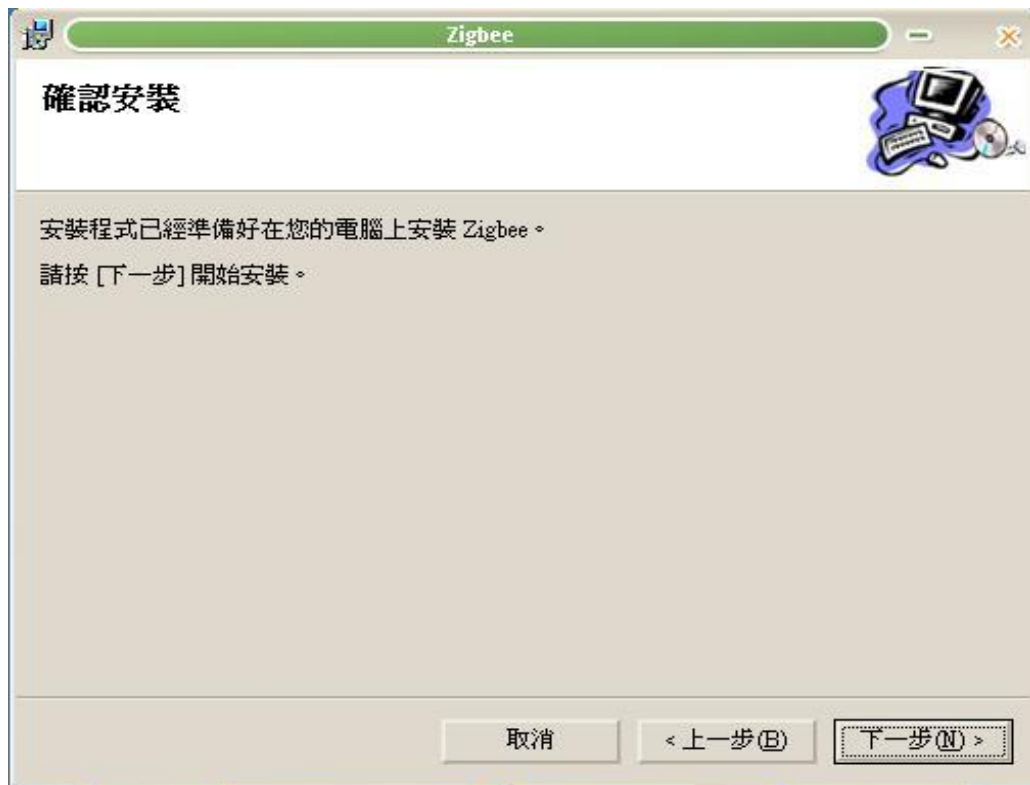 Zigbee
確認安裝
安裝程式已經準備好在您的電腦上安裝 Zigbee。
請按 [下一步] 開始安裝。
取消
< 上一步(B)
下一步(N) >